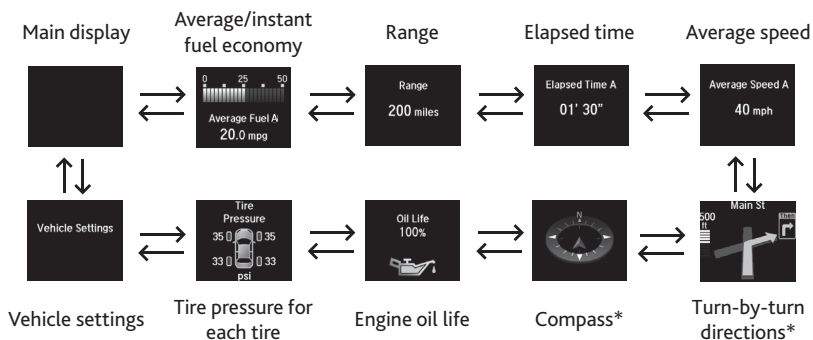 Main display
Average/instant
fuel economy
Range
Elapsed time
Average speed
0 25 50
Average Fuel A
20.0 mpg
Range
200 miles
Elapsed Time A
01' 30"
Average Speed A
40 mph
Vehicle Settings
Tire
Pressure
35 35
33 33
psi
Oil Life
100%
N
Main St
500
ft
Then
Vehicle settings
Tire pressure for
each tire
Engine oil life
Compass*
Turn-by-turn
directions*